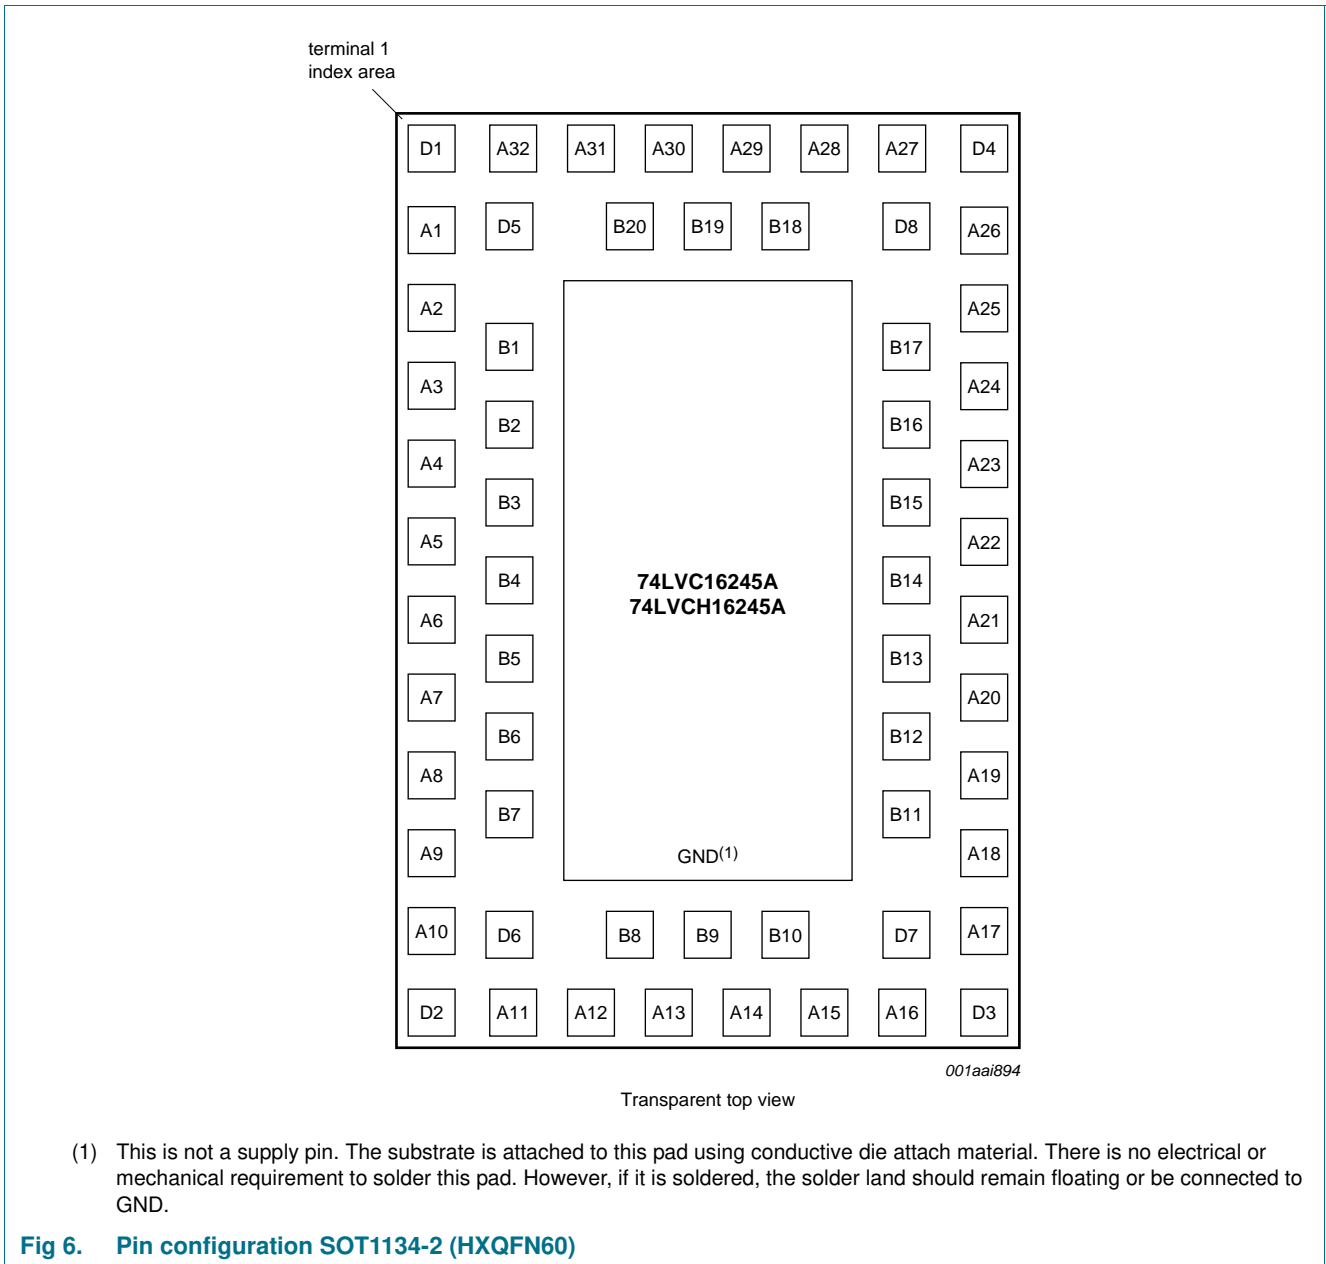 terminal 1
index area
D1 A32 A31 A30 A29 A28 A27 D4
A1 D5 B20 B19 B18 D8 A26
A2 A25
B1 B17
A3 A24
B2 B16
A4 A23
B3 B15
A5 A22
B4 74LVC16245A B14
74LVCH16245A
A6 A21
B5 B13
A7 A20
B6 B12
A8 A19
B7 B11
A9 GND(1) A18
A10 D6 B8 B9 B10 D7 A17
D2 A11 A12 A13 A14 A15 A16 D3
001aai894
Transparent top view
(1) This is not a supply pin. The substrate is attached to this pad using conductive die attach material. There is no electrical or
mechanical requirement to solder this pad. However, if it is soldered, the solder land should remain floating or be connected to
GND.
Fig 6. Pin configuration SOT1134-2 (HXQFN60)